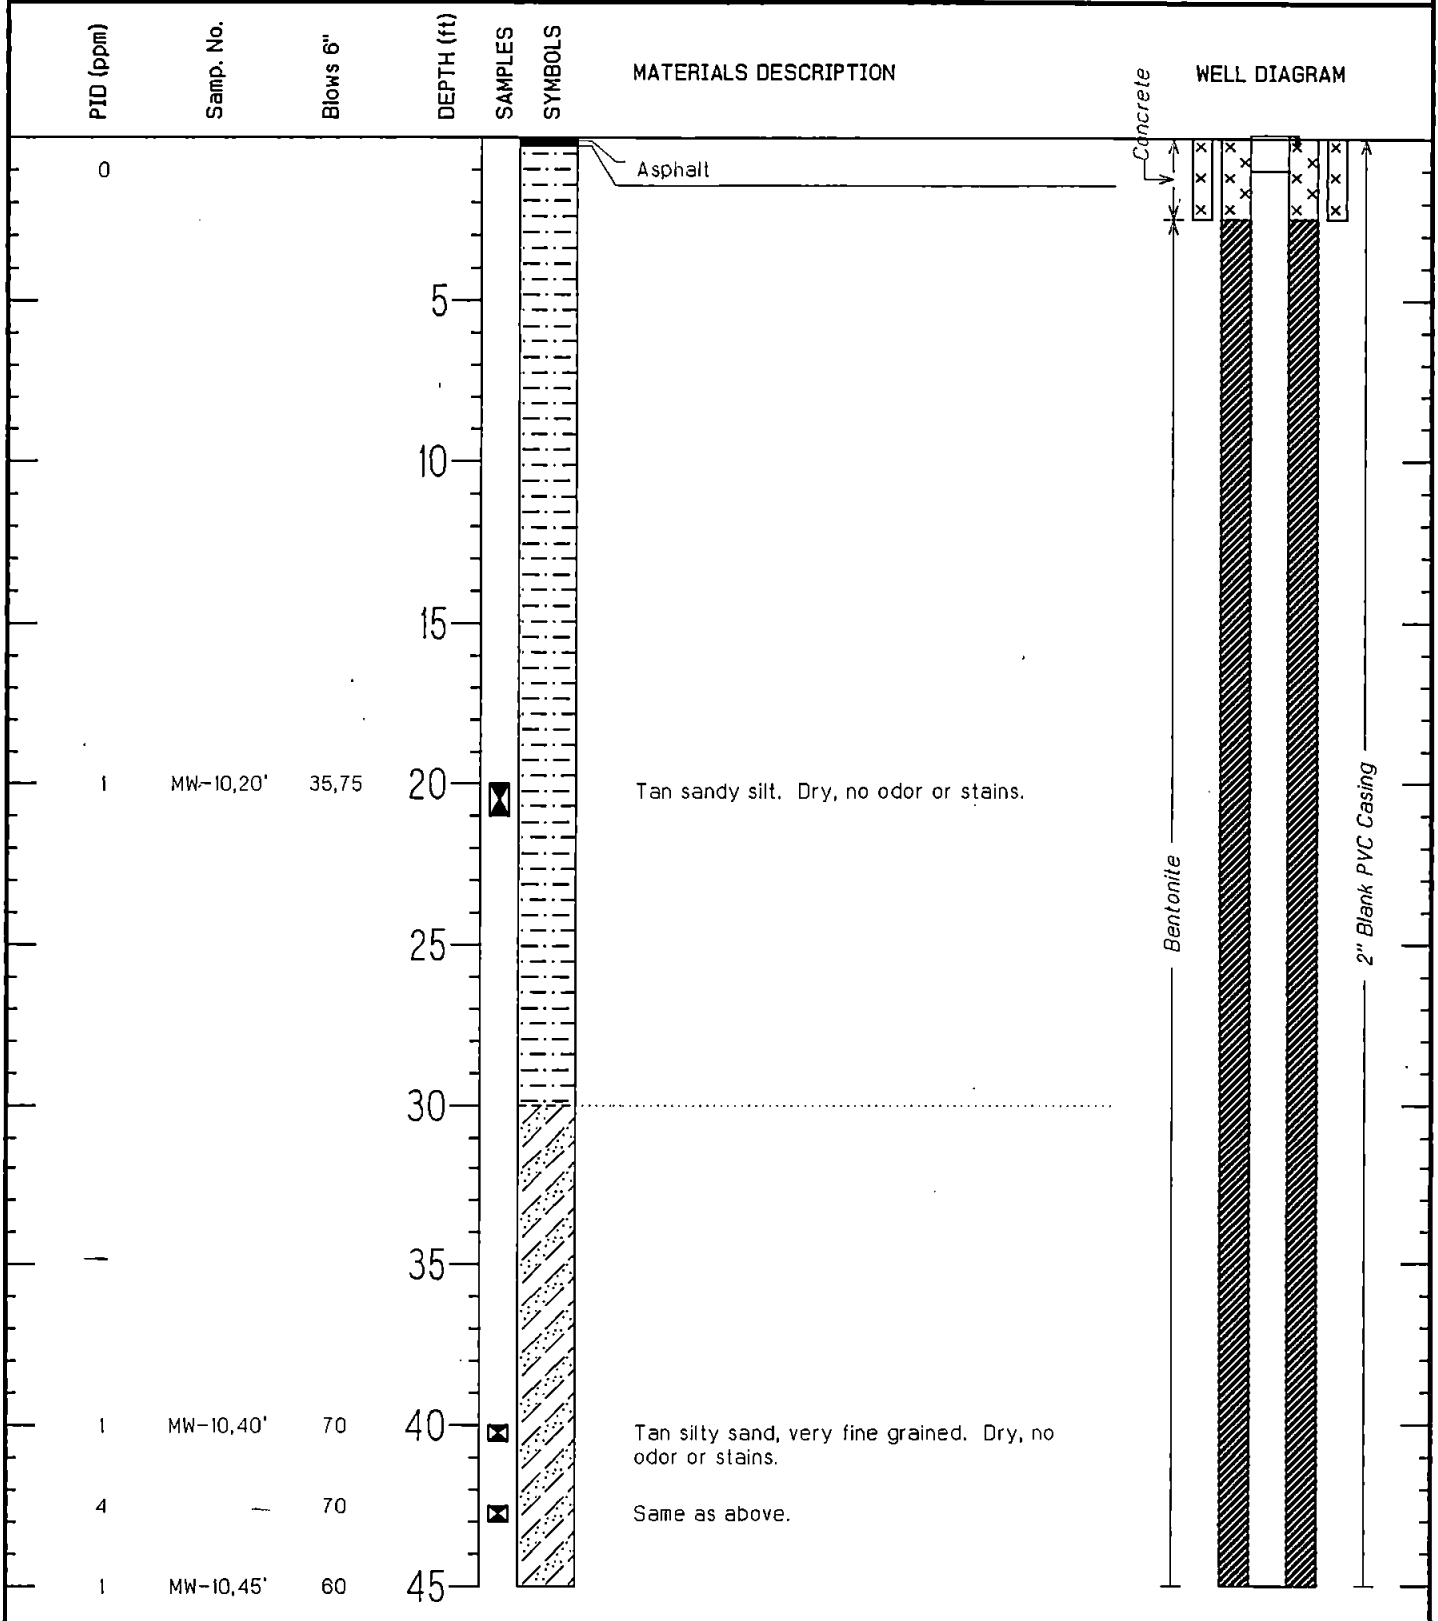 PID (ppm)
Samp. No.
Blows 6"
DEPTH (ft)
SAMPLES
SYMBOLS
MATERIALS DESCRIPTION
WELL DIAGRAM
Concrete
0
Asphalt
5
10
15
1 MW-10,20' 35,75 20 Tan sandy silt. Dry, no odor or stains.
Bentonite
2" Blank PVC Casing
25
30
35
1 MW-10,40' 70 40 Tan silty sand, very fine grained. Dry, no
odor or stains.
4 — 70 Same as above.
1 MW-10,45' 60 45